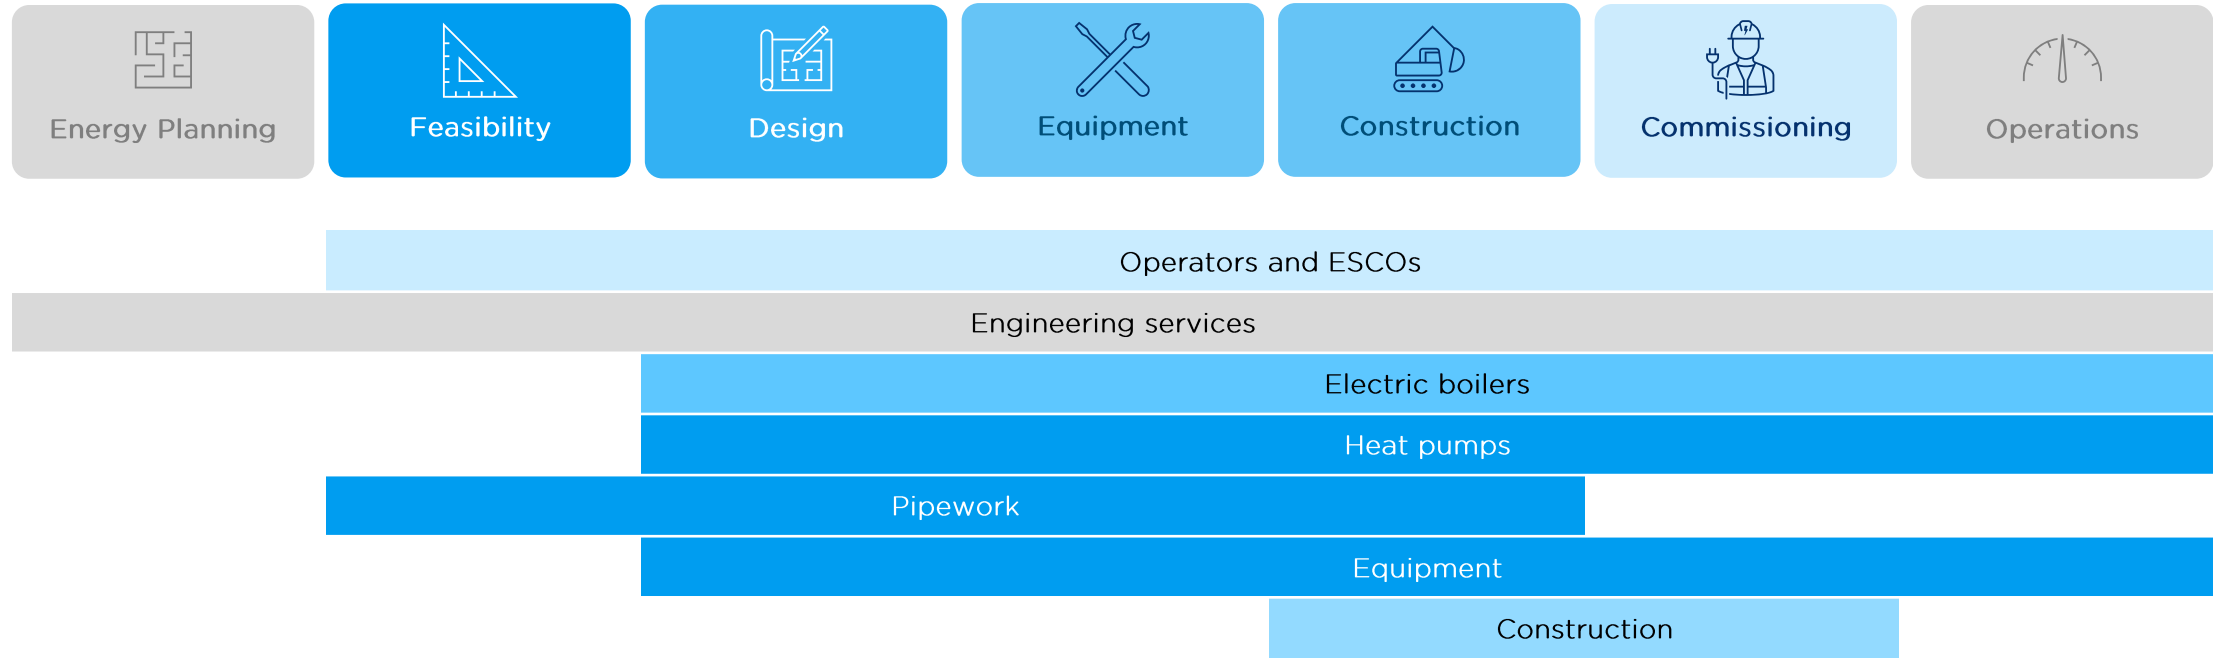 Energy Planning
Feasibility
Design
Equipment
Construction
Commissioning
Operations
Operators and ESCOs
Engineering services
Electric boilers
Heat pumps
Pipework
Equipment
Construction